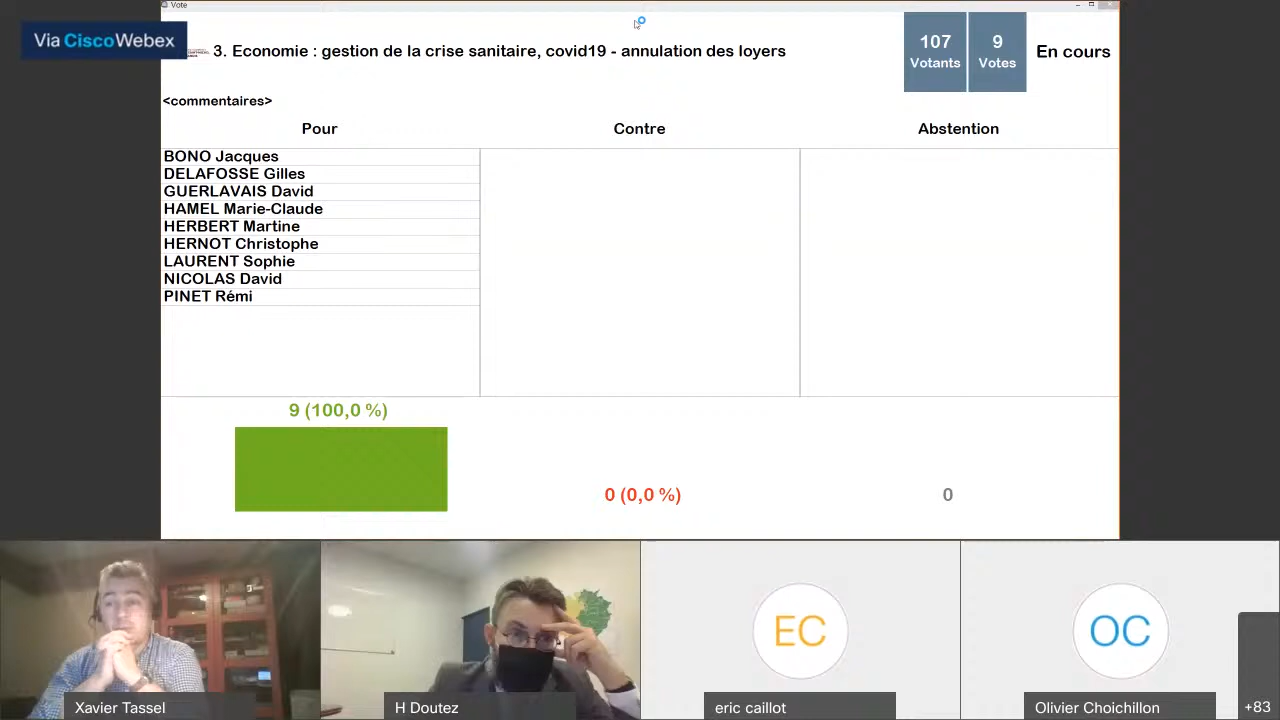 Vote
Via Cisco Webex
3. Economie : gestion de la crise sanitaire, covid19 - annulation des loyers
107
Votants
9
Votes
En cours
<commentaires>
Pour
Contre
Abstention
BONO Jacques
DELAFOSSE Gilles
GUERLAVAIS David
HAMEL Marie-Claude
HERBERT Martine
HERNOT Christophe
LAURENT Sophie
NICOLAS David
PINET Rémi
9 (100,0 %)
0 (0,0 %)
0
EC
OC
Xavier Tassel
H Doutez
eric caillot
Olivier Choichillon
+83